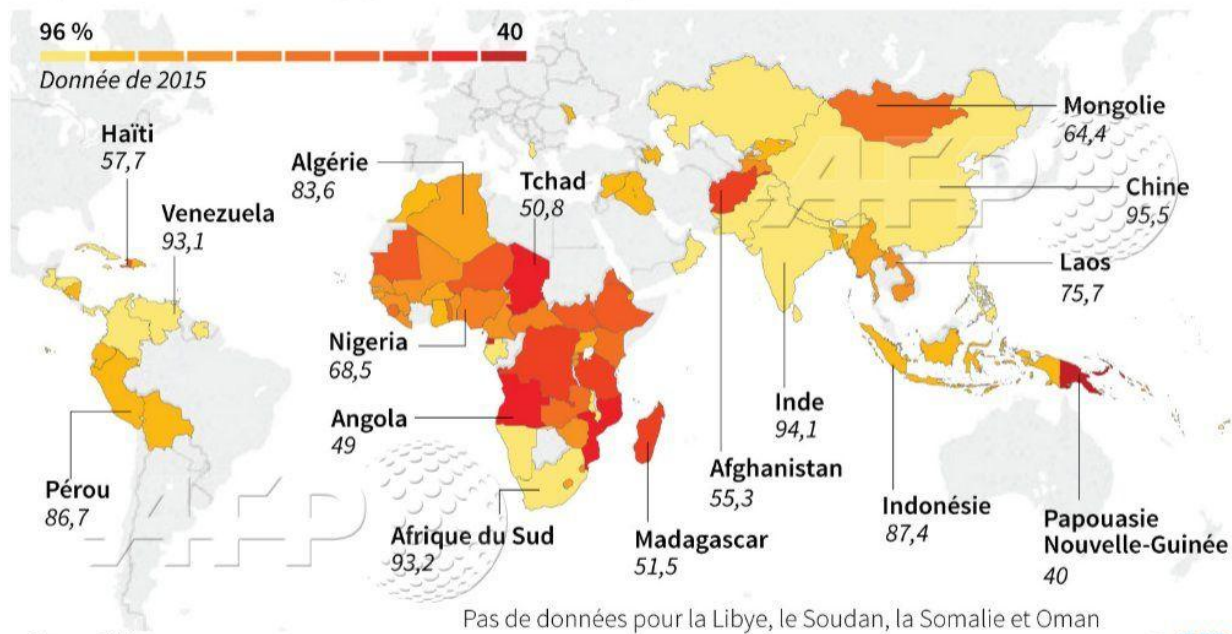 96 %
40
Donnée de 2015
Haïti
57,7
Venezuela
93,1
Algérie
83,6
Tchad
50,8
Mongolie
64,4
Chine
95,5
Laos
75,7
Nigeria
68,5
Angola
49
Pérou
86,7
Afrique du Sud
93,2
Madagascar
51,5
Inde
94,1
Afghanistan
55,3
Indonésie
87,4
Papouasie
Nouvelle-Guinée
40
AFP
AFP
Pas de données pour la Libye, le Soudan, la Somalie et Oman